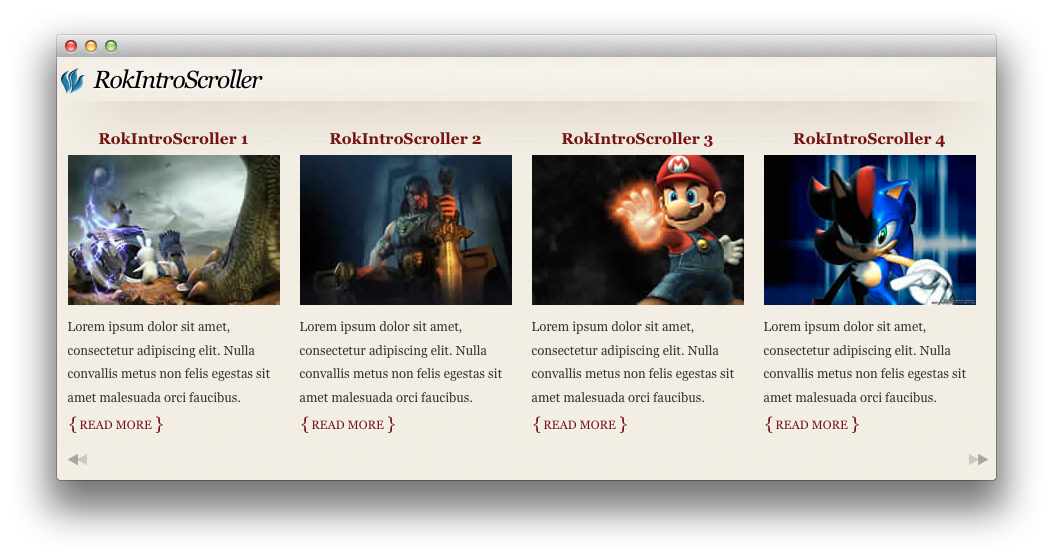 RokIntroScroller
RokIntroScroller 1
Lorem ipsum dolor sit amet,
consectetur adipiscing elit. Nulla
convallis metus non felis egestas sit
amet malesuada orci faucibus.
{ READ MORE }
RokIntroScroller 2
Lorem ipsum dolor sit amet,
consectetur adipiscing elit. Nulla
convallis metus non felis egestas sit
amet malesuada orci faucibus.
{ READ MORE }
RokIntroScroller 3
M
Lorem ipsum dolor sit amet,
consectetur adipiscing elit. Nulla
convallis metus non felis egestas sit
amet malesuada orci faucibus.
{ READ MORE }
RokIntroScroller 4
Lorem ipsum dolor sit amet,
consectetur adipiscing elit. Nulla
convallis metus non felis egestas sit
amet malesuada orci faucibus.
{ READ MORE }